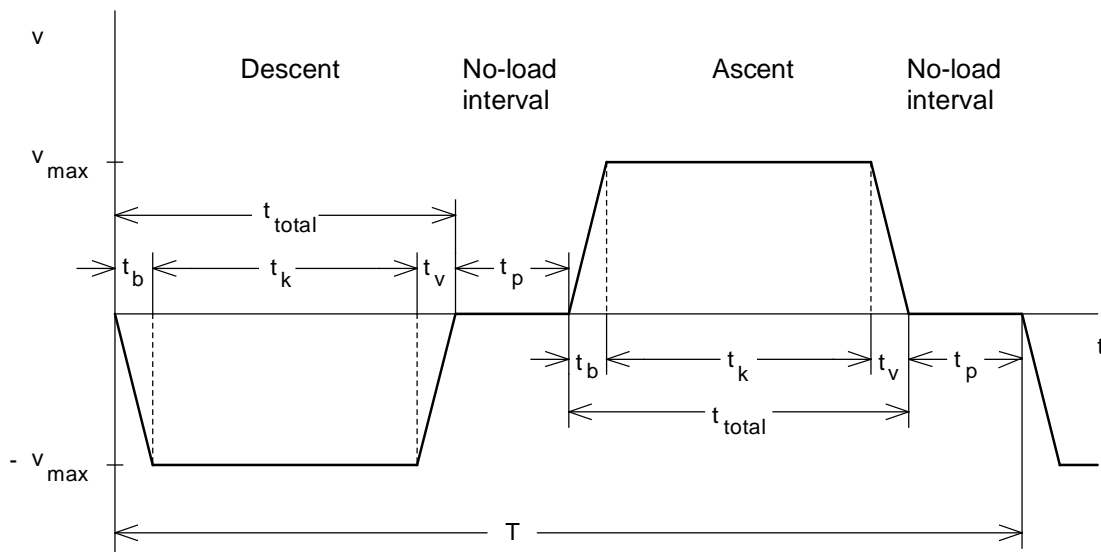 v
Descent
No-load
interval
Ascent
No-load
interval
v max
t total
t b
t k
t v
t p
t
t b
t k
t v
t p
t total
- v max
T